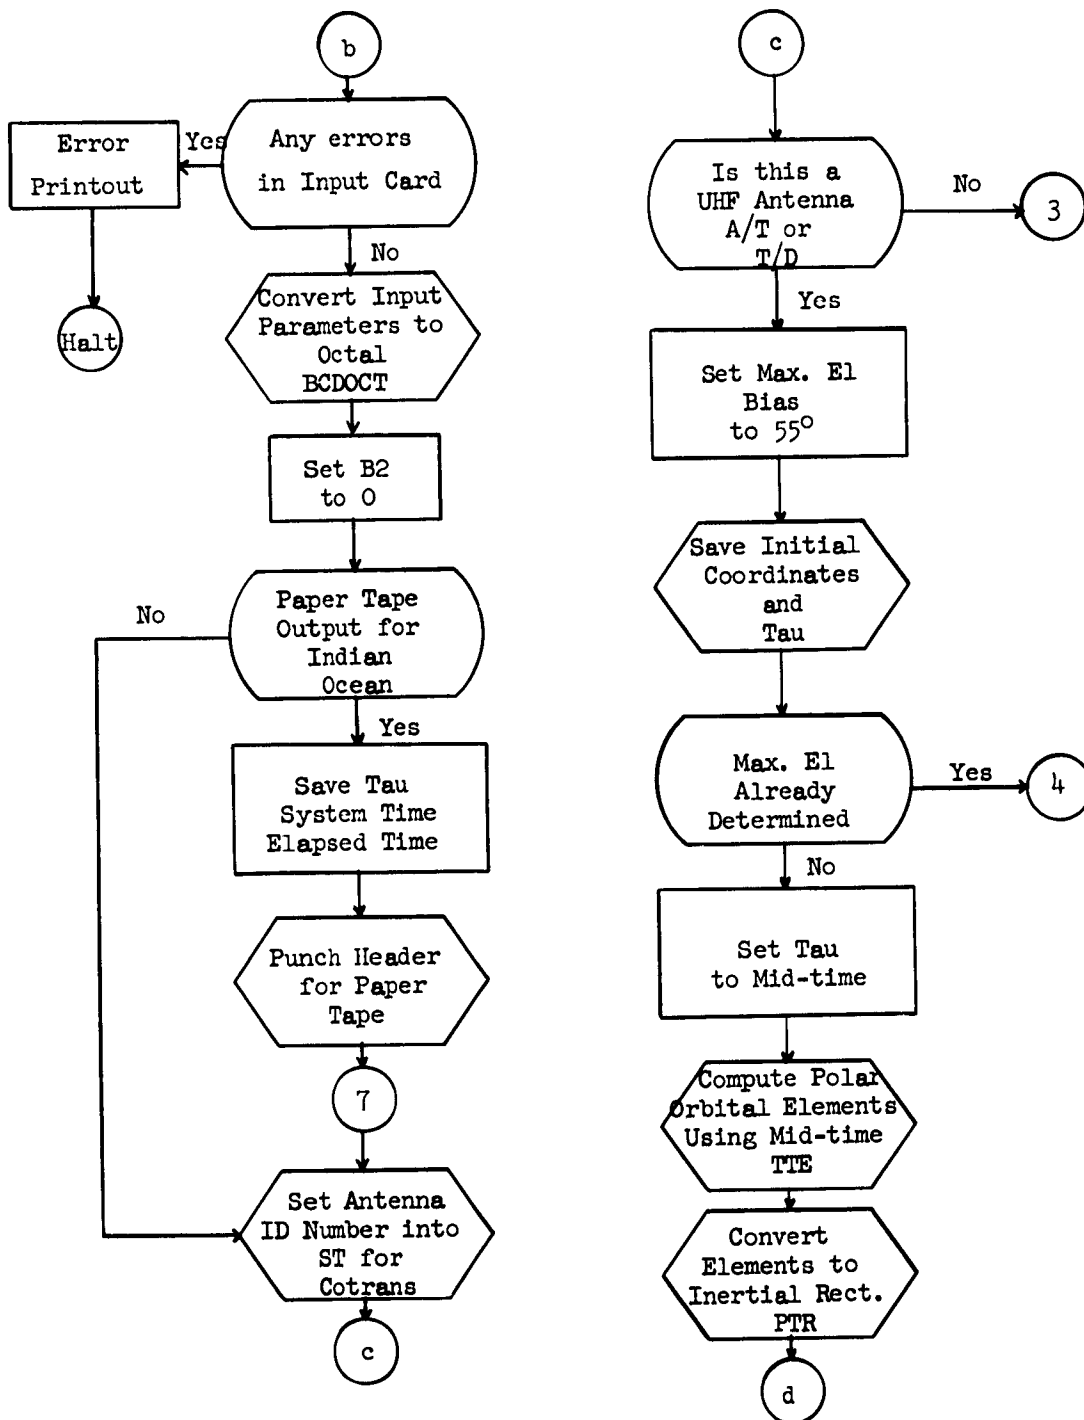 b
Any errors
in Input Card
Yes
Error
Printout
Halt
No
Convert Input
Parameters to
Octal
BCDOCT
Set B2
to 0
Paper Tape
Output for
Indian
Ocean
No
Yes
Save Tau
System Time
Elapsed Time
Punch Header
for Paper
Tape
7
Set Antenna
ID Number into
ST for
Cotrans
c
c
Is this a
UHF Antenna
A/T or
T/D
No
3
Yes
Set Max. El
Bias
to 55°
Save Initial
Coordinates
and
Tau
Max. El
Already
Determined
Yes
4
No
Set Tau
to Mid-time
Compute Polar
Orbital Elements
Using Mid-time
TTE
Convert
Elements to
Inertial Rect.
PTR
d